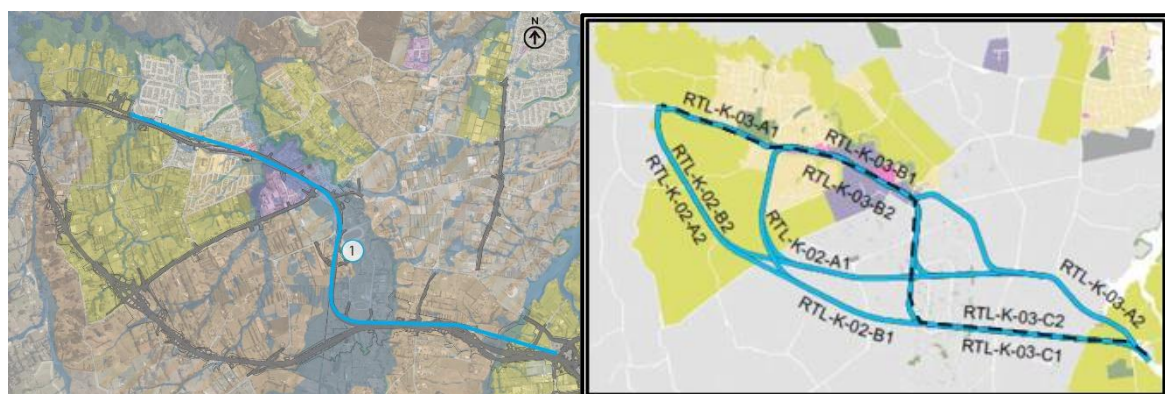 N
1
RTL-K-03-A1
RTL-K-03-B1
RTL-K-03-B2
RTL-K-02-B2
RTL-K-02-A2
RTL-K-02-A1
RTL-K-02-B1
RTL-K-03-A2
RTL-K-03-C2
RTL-K-03-C1